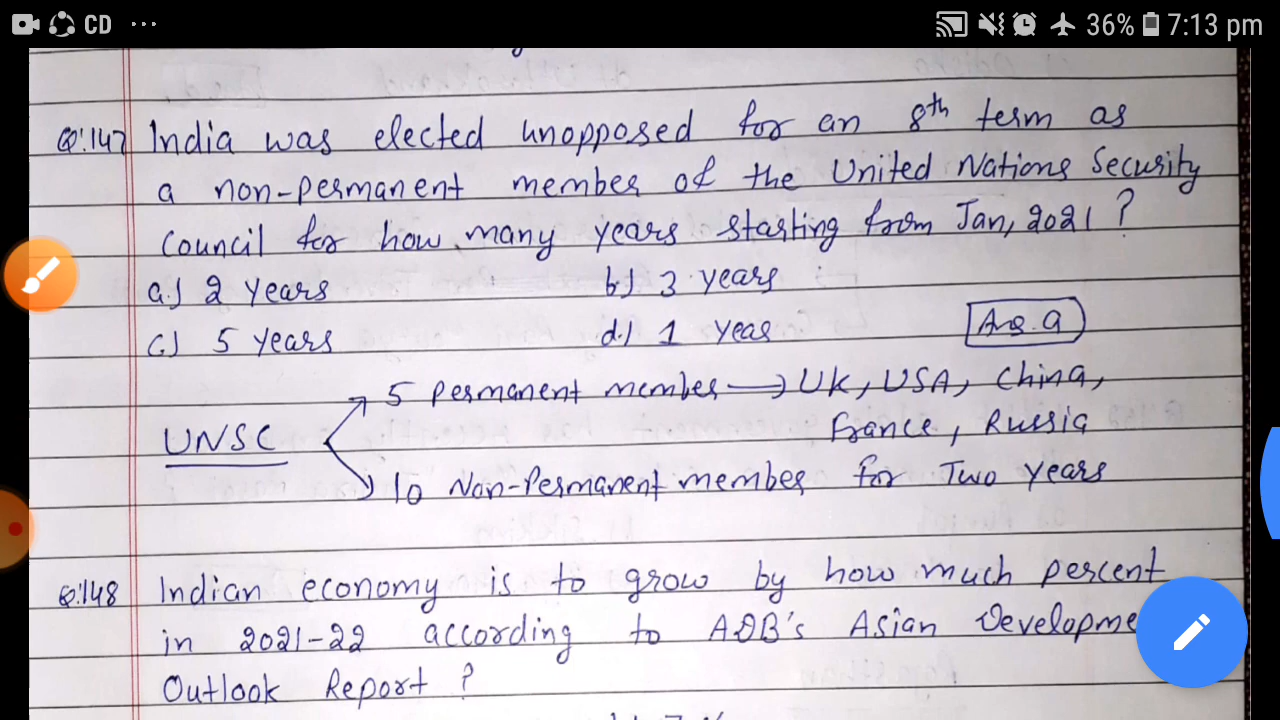 CD ... 36% 7:13 pm
Q.147 India was elected unopposed for an 8th term as
a non-permanent member of the United Nations Security
Council for how many years starting from Jan, 2021 ?
a.) 2 years b.) 3 years
c.) 5 years d.) 1 year
Ans. a
5 permanent member → UK, USA, China,
France, Russia
UNSC
10 Non-Permanent member for Two years
Q.148 Indian economy is to grow by how much percent
in 2021-22 according to ADB's Asian Developme
Outlook Report ?